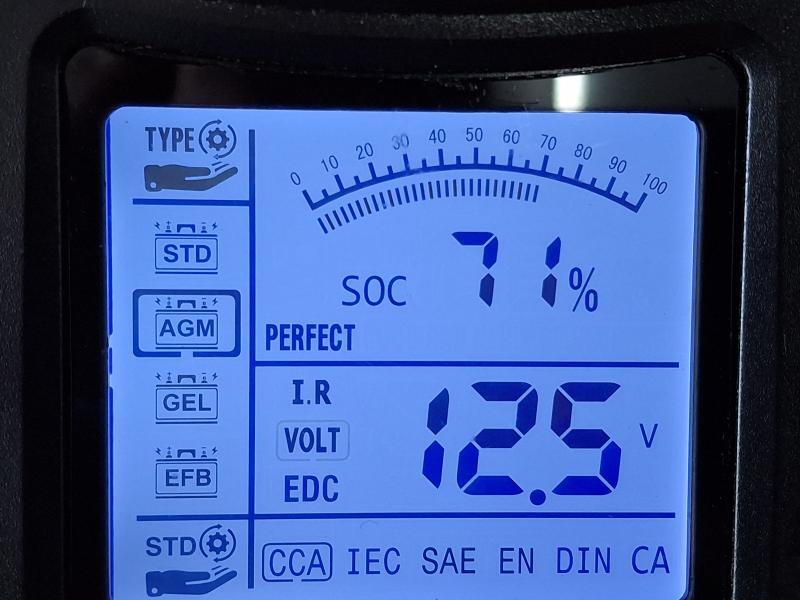 TYPE
0 10 20 30 40 50 60 70 80 90 100
STD
SOC 71%
AGM
PERFECT
GEL
I.R
VOLT 12.5 V
EFB
EDC
STD
CCA IEC SAE EN DIN CA